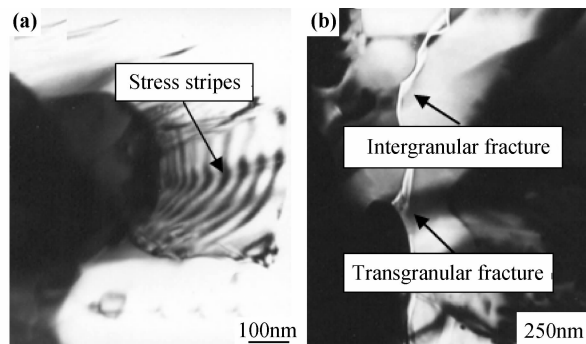 (a)
Stress stripes
100nm
(b)
Intergranular fracture
Transgranular fracture
250nm